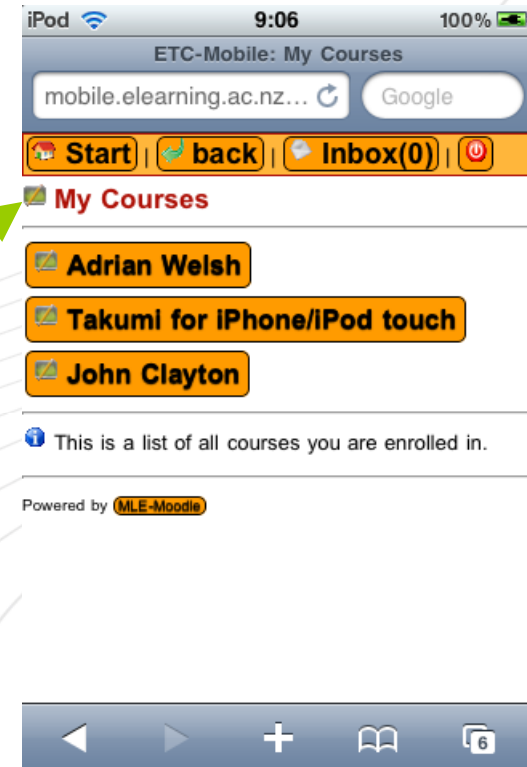 iPod 9:06 100%
ETC-Mobile: My Courses
mobile.elearning.ac.nz... Google
Start | back | Inbox(0) |
My Courses
Adrian Welsh
Takumi for iPhone/iPod touch
John Clayton
This is a list of all courses you are enrolled in.
Powered by MLE-Moodle
6